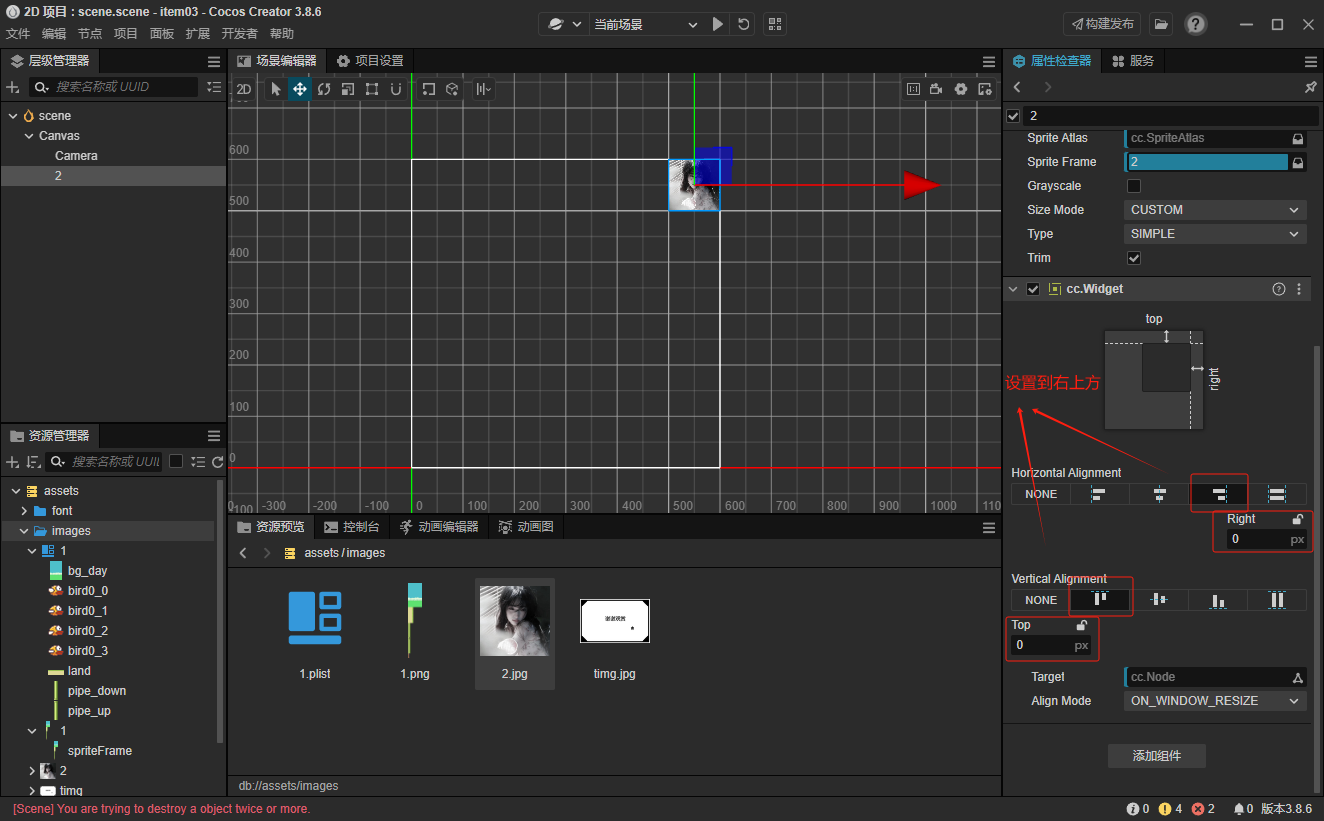 2D 项目 : scene.scene - item03 - Cocos Creator 3.8.6
文件 编辑 节点 项目 面板 扩展 开发者 帮助
当前场景
构建发布
层级管理器
搜索名称或 UUID
scene
Canvas
Camera
2
场景编辑器 项目设置
2D
600
500
400
300
200
100
0
-300 -200 -100 0 100 200 300 400 500 600 700 800 900 1000
属性检查器 服务
2
Sprite Atlas cc.SpriteAtlas
Sprite Frame 2
Grayscale
Size Mode CUSTOM
Type SIMPLE
Trim
cc.Widget
top
right
设置到右上方
Horizontal Alignment
NONE
Right
0 px
Vertical Alignment
NONE
Top
0 px
Target cc.Node
Align Mode ON_WINDOW_RESIZE
添加组件
资源管理器
搜索名称或 UUI
assets
font
images
1
bg_day
bird0_0
bird0_1
bird0_2
bird0_3
land
pipe_down
pipe_up
1
spriteFrame
2
timg
资源预览 控制台 动画编辑器 动画图
assets / images
谢谢观赏
1.plist 1.png 2.jpg timg.jpg
db://assets/images
[Scene] You are trying to destroy a object twice or more.
0 4 2 0 版本3.8.6